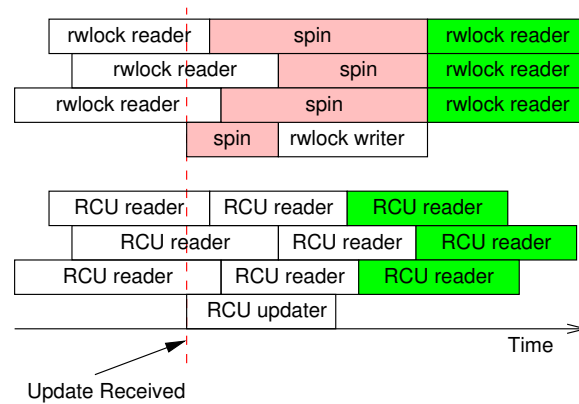 rwlock reader spin rwlock reader
rwlock reader spin rwlock reader
rwlock reader spin rwlock reader
spin rwlock writer
RCU reader RCU reader RCU reader
RCU reader RCU reader RCU reader
RCU reader RCU reader RCU reader
RCU updater
Time
Update Received